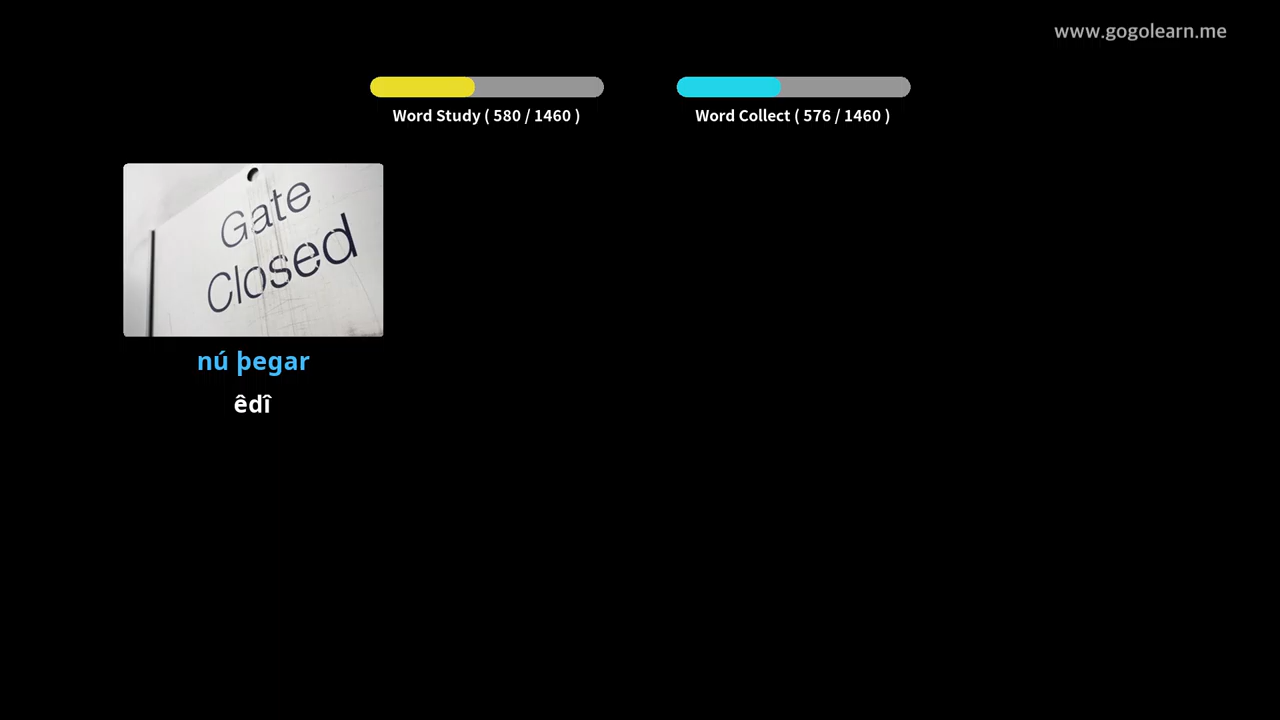 www.gogolearn.me
Word Study ( 580 / 1460 )
Word Collect ( 576 / 1460 )
Gate
Closed
nú þegar
êdî